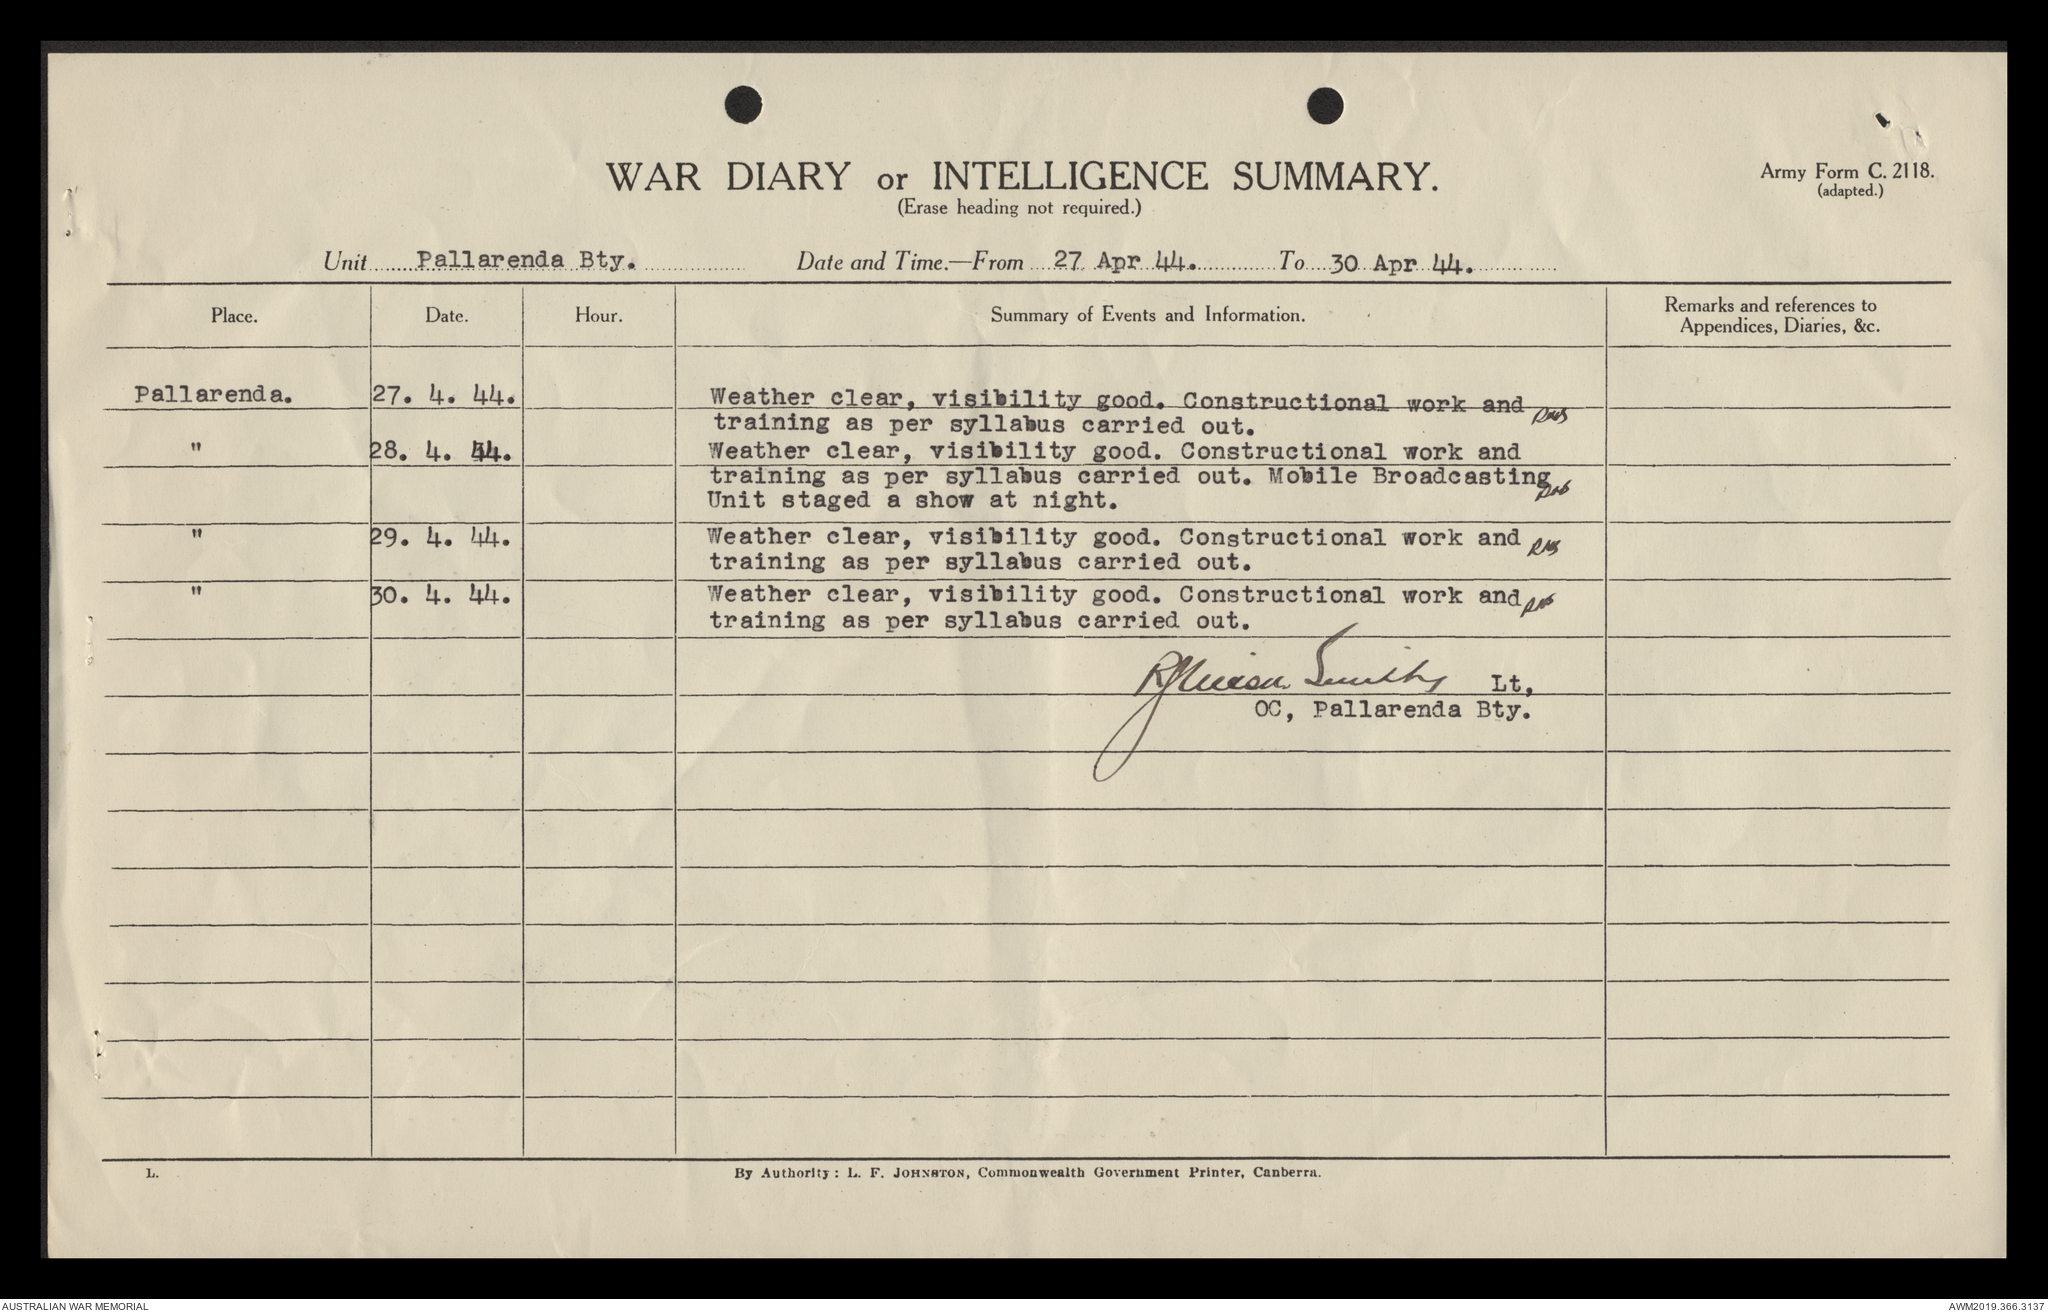 WAR DIARY or INTELLIGENCE SUMMARY.
(Erase heading not required.)
Army Form C. 2118.
(adapted.)
Unit Pallarenda Bty. Date and Time.—From 27 Apr 44. To 30 Apr 44.
Place. Date. Hour. Summary of Events and Information. Remarks and references to
Appendices, Diaries, &c.
Pallarenda. 27. 4. 44. Weather clear, visibility good. Constructional work and
training as per syllabus carried out.
" 28. 4. 44. Weather clear, visibility good. Constructional work and
training as per syllabus carried out. Mobile Broadcasting
Unit staged a show at night.
" 29. 4. 44. Weather clear, visibility good. Constructional work and
training as per syllabus carried out.
" 30. 4. 44. Weather clear, visibility good. Constructional work and
training as per syllabus carried out.
Smith Lt,
OC, Pallarenda Bty.
L. By Authority: L. F. JOHNSTON, Commonwealth Government Printer, Canberra.
AUSTRALIAN WAR MEMORIAL AWM2019.366.3137